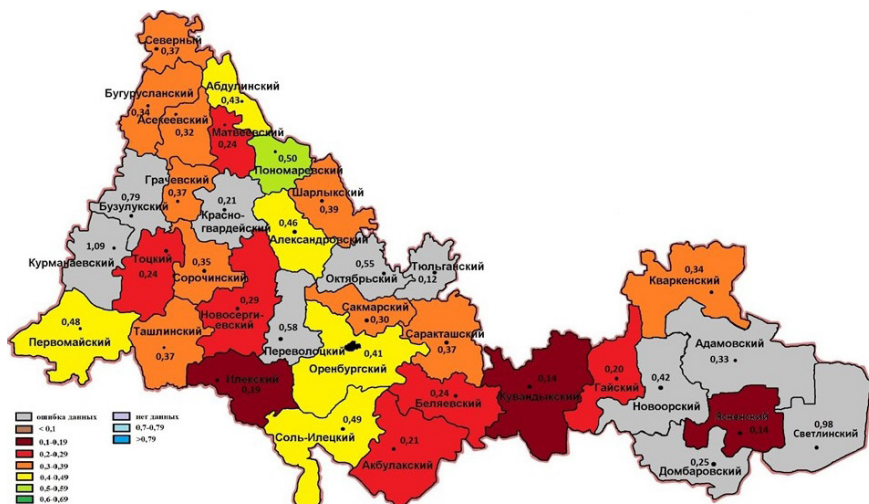 Северный
0,37
Абдулинский
0,43
Бугурусланский
0,34
Асекеевский
0,32
Матвеевский
0,24
Пономаревский
0,50
Грачевский
0,37
Шарлыкский
0,39
0,79
Бузулукский
0,21
Красно-
гвардейский
0,46
Александровский
1,09
Курманаевский
Тоцкий
0,24
0,35
Сорочинский
0,55
Октябрьский
Тюльганский
0,12
0,34
Кваркенский
0,29
Новосерги-
евский
0,48
Первомайский
Ташлинский
0,37
0,58
Переволоцкий
Сакмарский
0,30
Саракташский
0,37
0,41
Оренбургский
Адамовский
0,33
Илекский
0,19
0,24
Беляевский
0,14
Кувандыкский
0,20
Гайский
0,42
Новоорский
Ясненский
0,14
0,98
Светлинский
0,49
Соль-Илецкий
0,21
Акбулакский
0,25
Домбаровский
ошибка данных
< 0,1
0,1-0,19
0,2-0,29
0,3-0,39
0,4-0,49
0,5-0,59
0,6-0,69
нет данных
0,7-0,79
>0,79